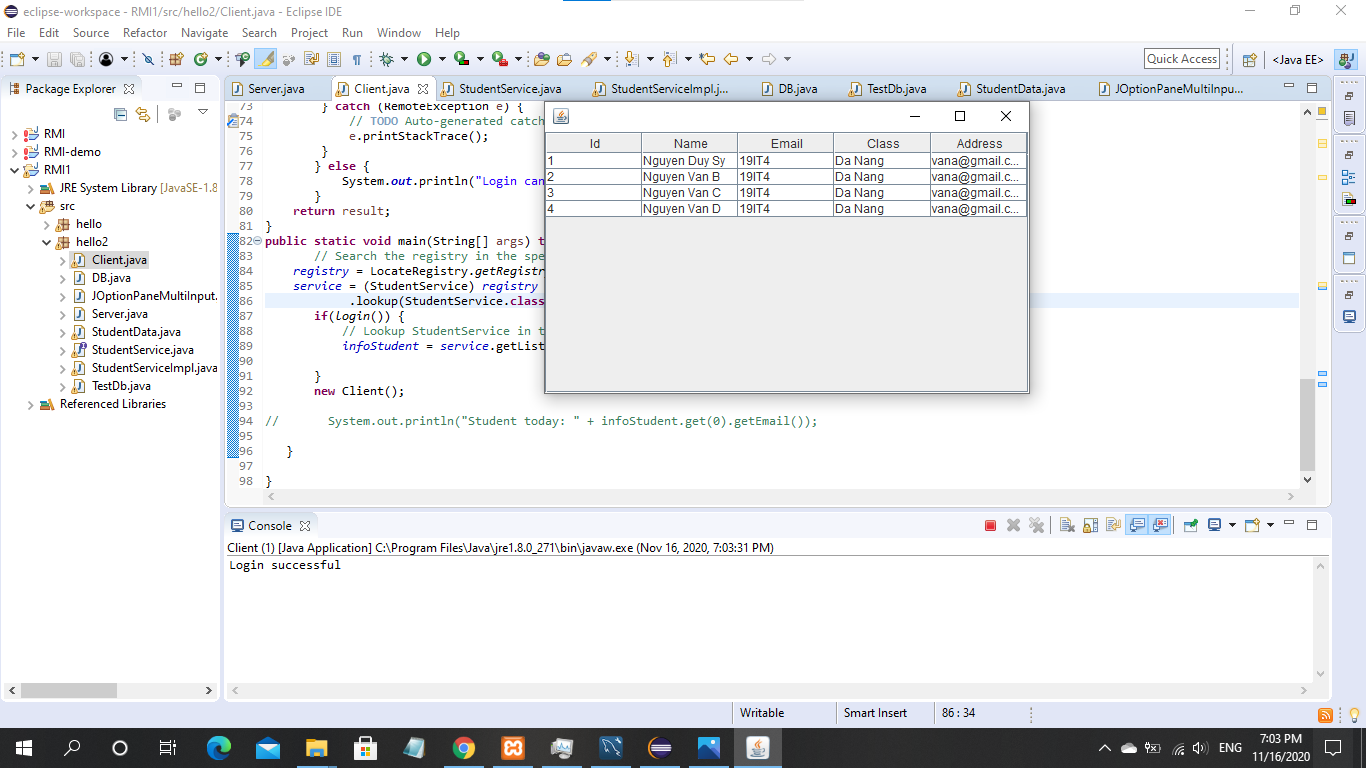 eclipse-workspace - RMI1/src/hello2/Client.java - Eclipse IDE
File Edit Source Refactor Navigate Search Project Run Window Help
Quick Access <Java EE>
Package Explorer
RMI
RMI-demo
RMI1
JRE System Library [JavaSE-1.8
src
hello
hello2
Client.java
DB.java
JOptionPaneMultiInput.
Server.java
StudentData.java
StudentService.java
StudentServiceImpl.java
TestDb.java
Referenced Libraries
Server.java Client.java StudentService.java StudentServiceImpl.j... DB.java TestDb.java StudentData.java JOptionPaneMultiInpu...
73 } catch (RemoteException e) {
74 // TODO Auto-generated catch
75 e.printStackTrace();
76 }
77 } else {
78 System.out.println("Login can
79 }
80 return result;
81 }
82 public static void main(String[] args) t
83 // Search the registry in the spe
84 registry = LocateRegistry.getRegistr
85 service = (StudentService) registry
86 .lookup(StudentService.class
87 if(login()) {
88 // Lookup StudentService in t
89 infoStudent = service.getList
90
91 }
92 new Client();
93
94 // System.out.println("Student today: " + infoStudent.get(0).getEmail());
95
96 }
97
98 }
Id Name Email Class Address
1 Nguyen Duy Sy 19IT4 Da Nang vana@gmail.c...
2 Nguyen Van B 19IT4 Da Nang vana@gmail.c...
3 Nguyen Van C 19IT4 Da Nang vana@gmail.c...
4 Nguyen Van D 19IT4 Da Nang vana@gmail.c...
Console
Client (1) [Java Application] C:\Program Files\Java\jre1.8.0_271\bin\javaw.exe (Nov 16, 2020, 7:03:31 PM)
Login successful
Writable Smart Insert 86 : 34
ENG
7:03 PM
11/16/2020